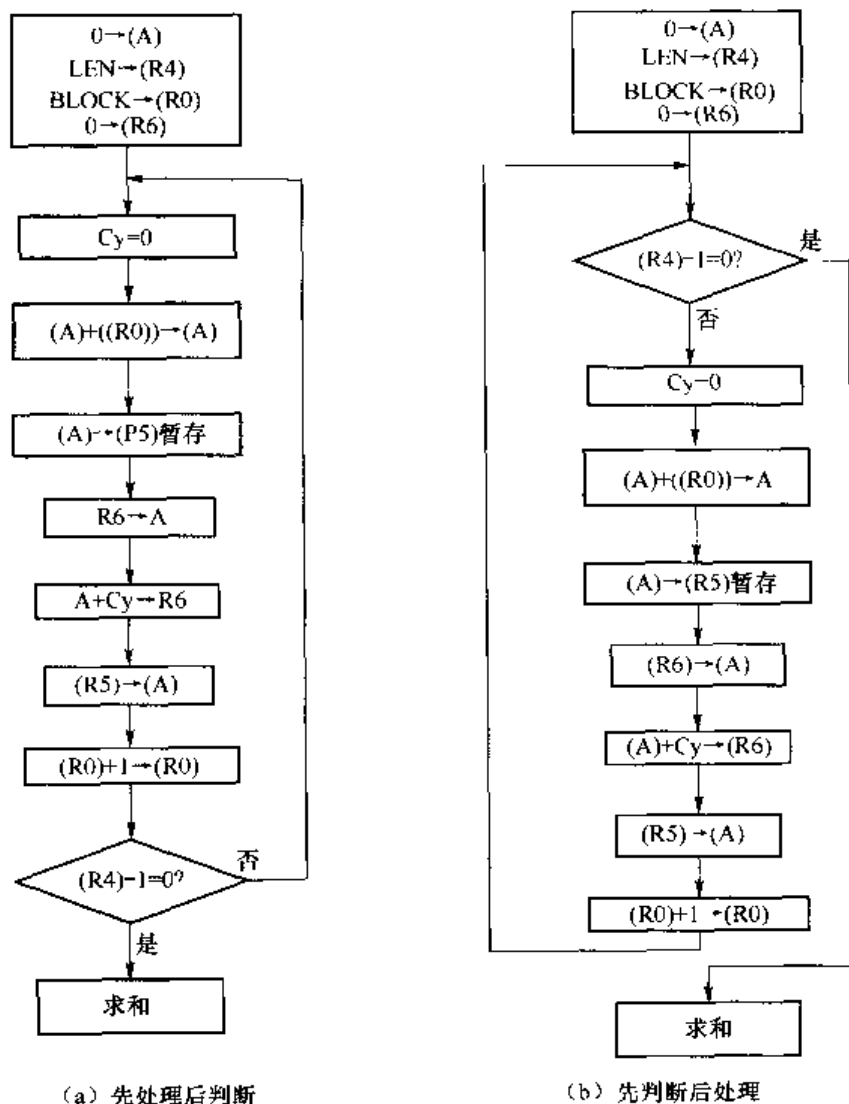 0→(A)
LEN→(R4)
BLOCK→(R0)
0→(R6)
Cy=0
(A)+((R0))→(A)
(A)→(P5)暂存
R6→A
A+Cy→R6
(R5)→(A)
(R0)+1→(R0)
(R4)-1=0?
否
是
求和
(a) 先处理后判断
0→(A)
LEN→(R4)
BLOCK→(R0)
0→(R6)
(R4)-1=0?
是
否
Cy=0
(A)+((R0))→A
(A)→(R5)暂存
(R6)→(A)
(A)+Cy→(R6)
(R5)→(A)
(R0)+1→(R0)
求和
(b) 先判断后处理